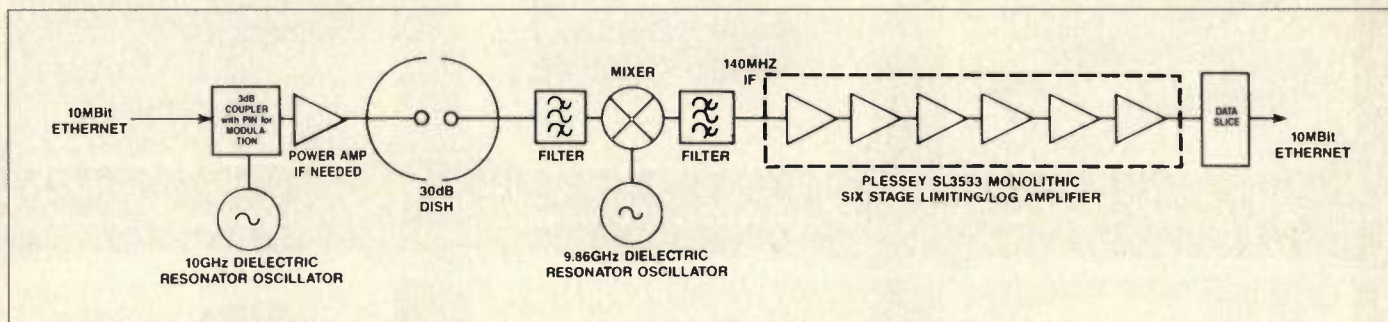 10MBit
ETHERNET
3dB
COUPLER
with PIN for
MODULA-
TION
10GHz DIELECTRIC
RESONATOR OSCILLATOR
POWER AMP
IF NEEDED
30dB
DISH
FILTER
MIXER
9.86GHz DIELECTRIC
RESONATOR OSCILLATOR
FILTER
140MHZ
IF
PLESSEY SL3533 MONOLITHIC
SIX STAGE LIMITING/LOG AMPLIFIER
DATA
SLICE
10MBit
ETHERNET